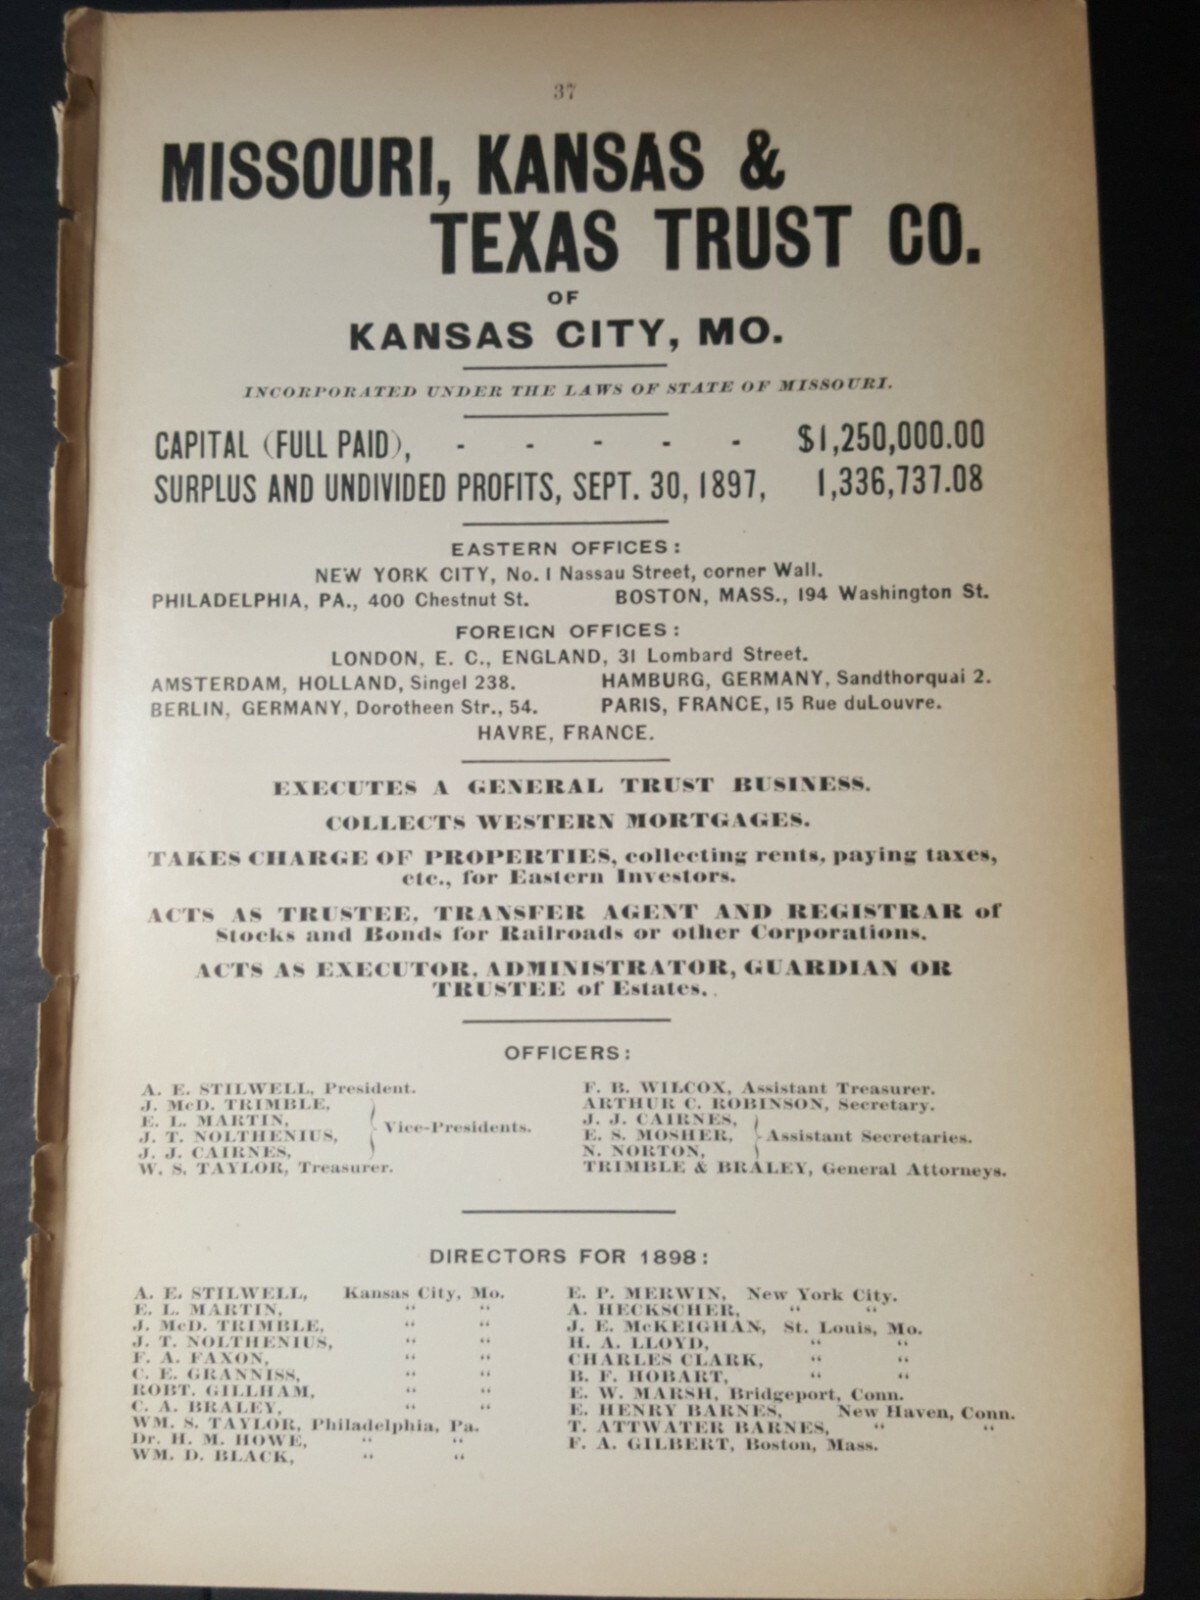 37
MISSOURI, KANSAS &
TEXAS TRUST CO.
OF
KANSAS CITY, MO.
INCORPORATED UNDER THE LAWS OF STATE OF MISSOURI.
CAPITAL (FULL PAID), - - - - - $1,250,000.00
SURPLUS AND UNDIVIDED PROFITS, SEPT. 30, 1897, 1,336,737.08
EASTERN OFFICES:
NEW YORK CITY, No. 1 Nassau Street, corner Wall.
PHILADELPHIA, PA., 400 Chestnut St. BOSTON, MASS., 194 Washington St.
FOREIGN OFFICES:
LONDON, E. C., ENGLAND, 31 Lombard Street.
AMSTERDAM, HOLLAND, Singel 238. HAMBURG, GERMANY, Sandthorquai 2.
BERLIN, GERMANY, Dorotheen Str., 54. PARIS, FRANCE, 15 Rue duLouvre.
HAVRE, FRANCE.
EXECUTES A GENERAL TRUST BUSINESS.
COLLECTS WESTERN MORTGAGES.
TAKES CHARGE OF PROPERTIES, collecting rents, paying taxes,
etc., for Eastern Investors.
ACTS AS TRUSTEE, TRANSFER AGENT AND REGISTRAR of
Stocks and Bonds for Railroads or other Corporations.
ACTS AS EXECUTOR, ADMINISTRATOR, GUARDIAN OR
TRUSTEE of Estates.
OFFICERS:
A. E. STILWELL, President.
J. McD. TRIMBLE,
E. L. MARTIN,
J. T. NOLTHENIUS,
J. J. CAIRNES,
Vice-Presidents.
W. S. TAYLOR, Treasurer.
F. B. WILCOX, Assistant Treasurer.
ARTHUR C. ROBINSON, Secretary.
J. J. CAIRNES,
E. S. MOSHER,
N. NORTON,
Assistant Secretaries.
TRIMBLE & BRALEY, General Attorneys.
DIRECTORS FOR 1898:
A. E. STILWELL, Kansas City, Mo.
E. L. MARTIN, " "
J. McD. TRIMBLE, " "
J. T. NOLTHENIUS, " "
F. A. FAXON, " "
C. E. GRANNISS, " "
ROBT. GILLHAM, " "
C. A. BRALEY, " "
WM. S. TAYLOR, Philadelphia, Pa.
Dr. H. M. HOWE, " "
WM. D. BLACK, " "
E. P. MERWIN, New York City.
A. HECKSCHER, " "
J. E. McKEIGHAN, St. Louis, Mo.
H. A. LLOYD, " "
CHARLES CLARK, " "
B. F. HOBART, " "
E. W. MARSH, Bridgeport, Conn.
E. HENRY BARNES, New Haven, Conn.
T. ATTWATER BARNES, " "
F. A. GILBERT, Boston, Mass.